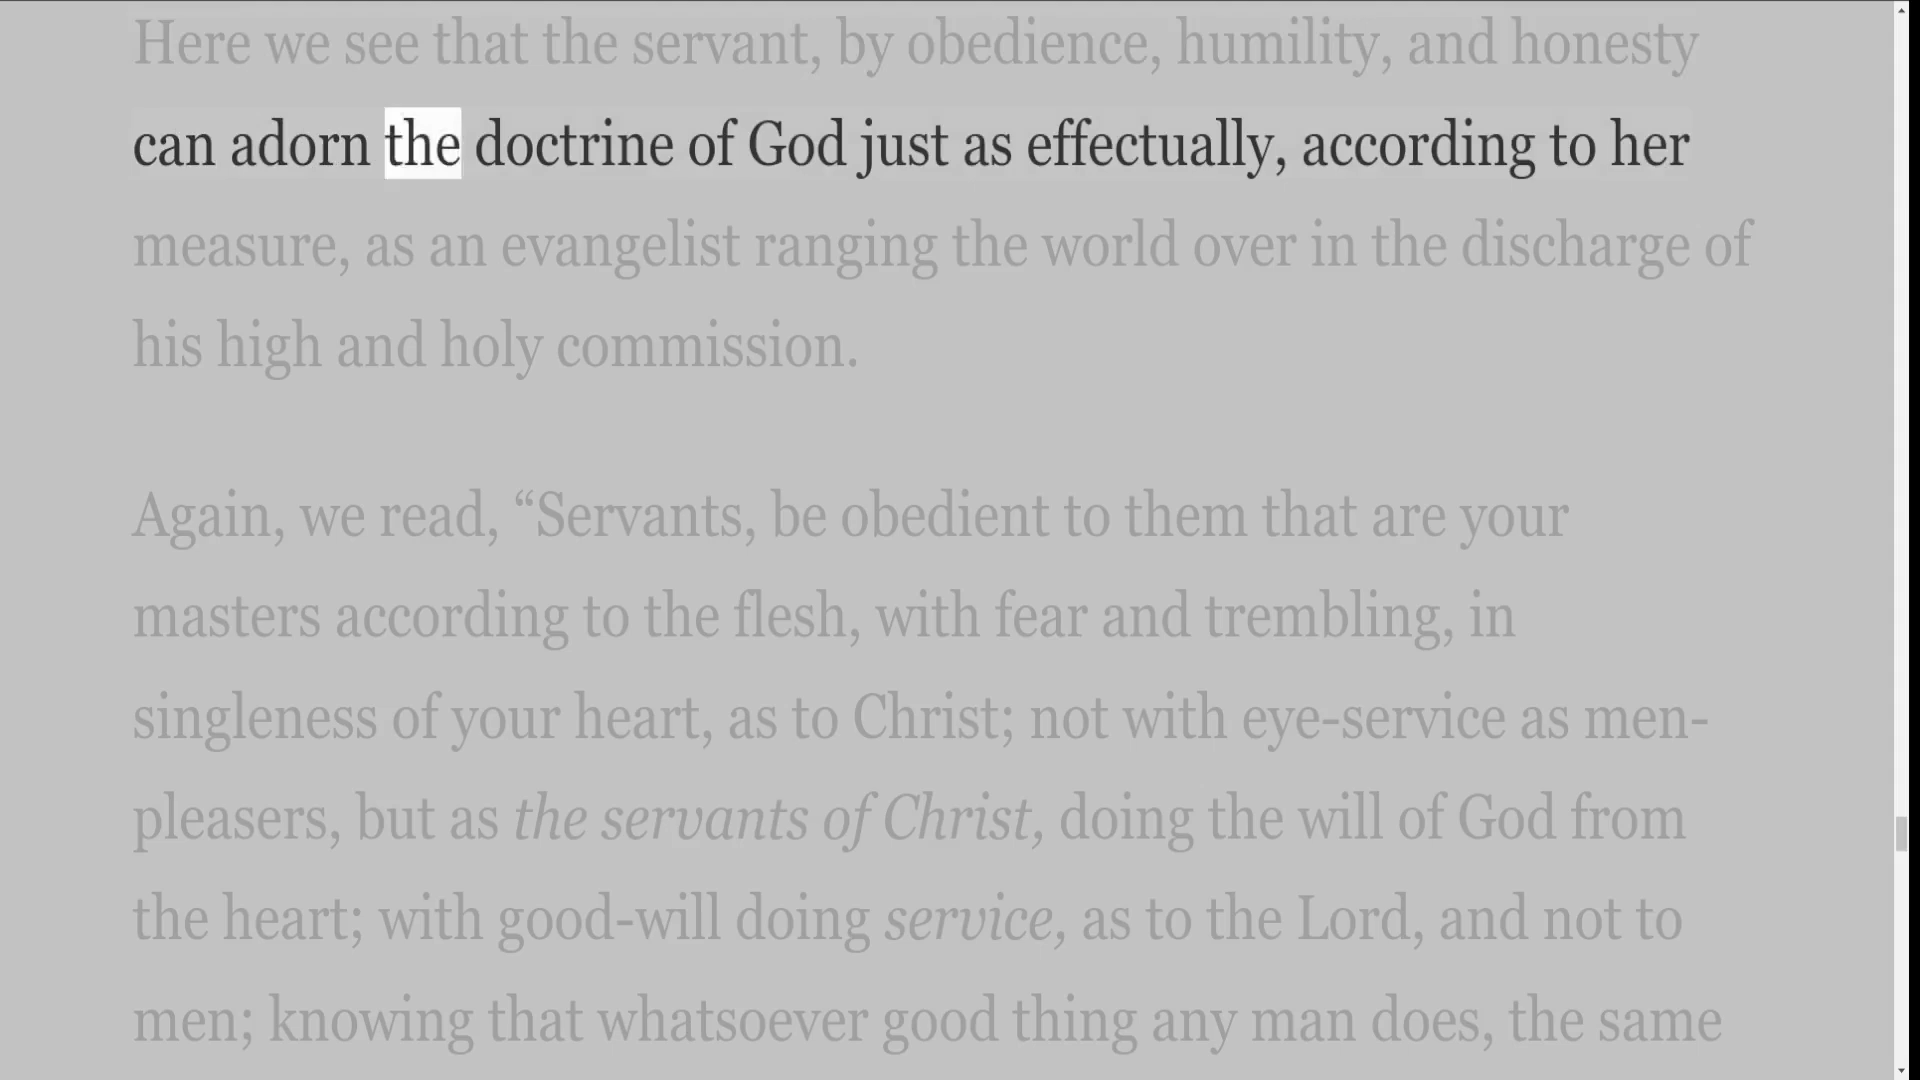 Here we see that the servant, by obedience, humility, and honesty
can adorn the doctrine of God just as effectually, according to her
measure, as an evangelist ranging the world over in the discharge of
his high and holy commission.
Again, we read, “Servants, be obedient to them that are your
masters according to the flesh, with fear and trembling, in
singleness of your heart, as to Christ; not with eye-service as men-
pleasers, but as the servants of Christ, doing the will of God from
the heart; with good-will doing service, as to the Lord, and not to
men; knowing that whatsoever good thing any man does, the same